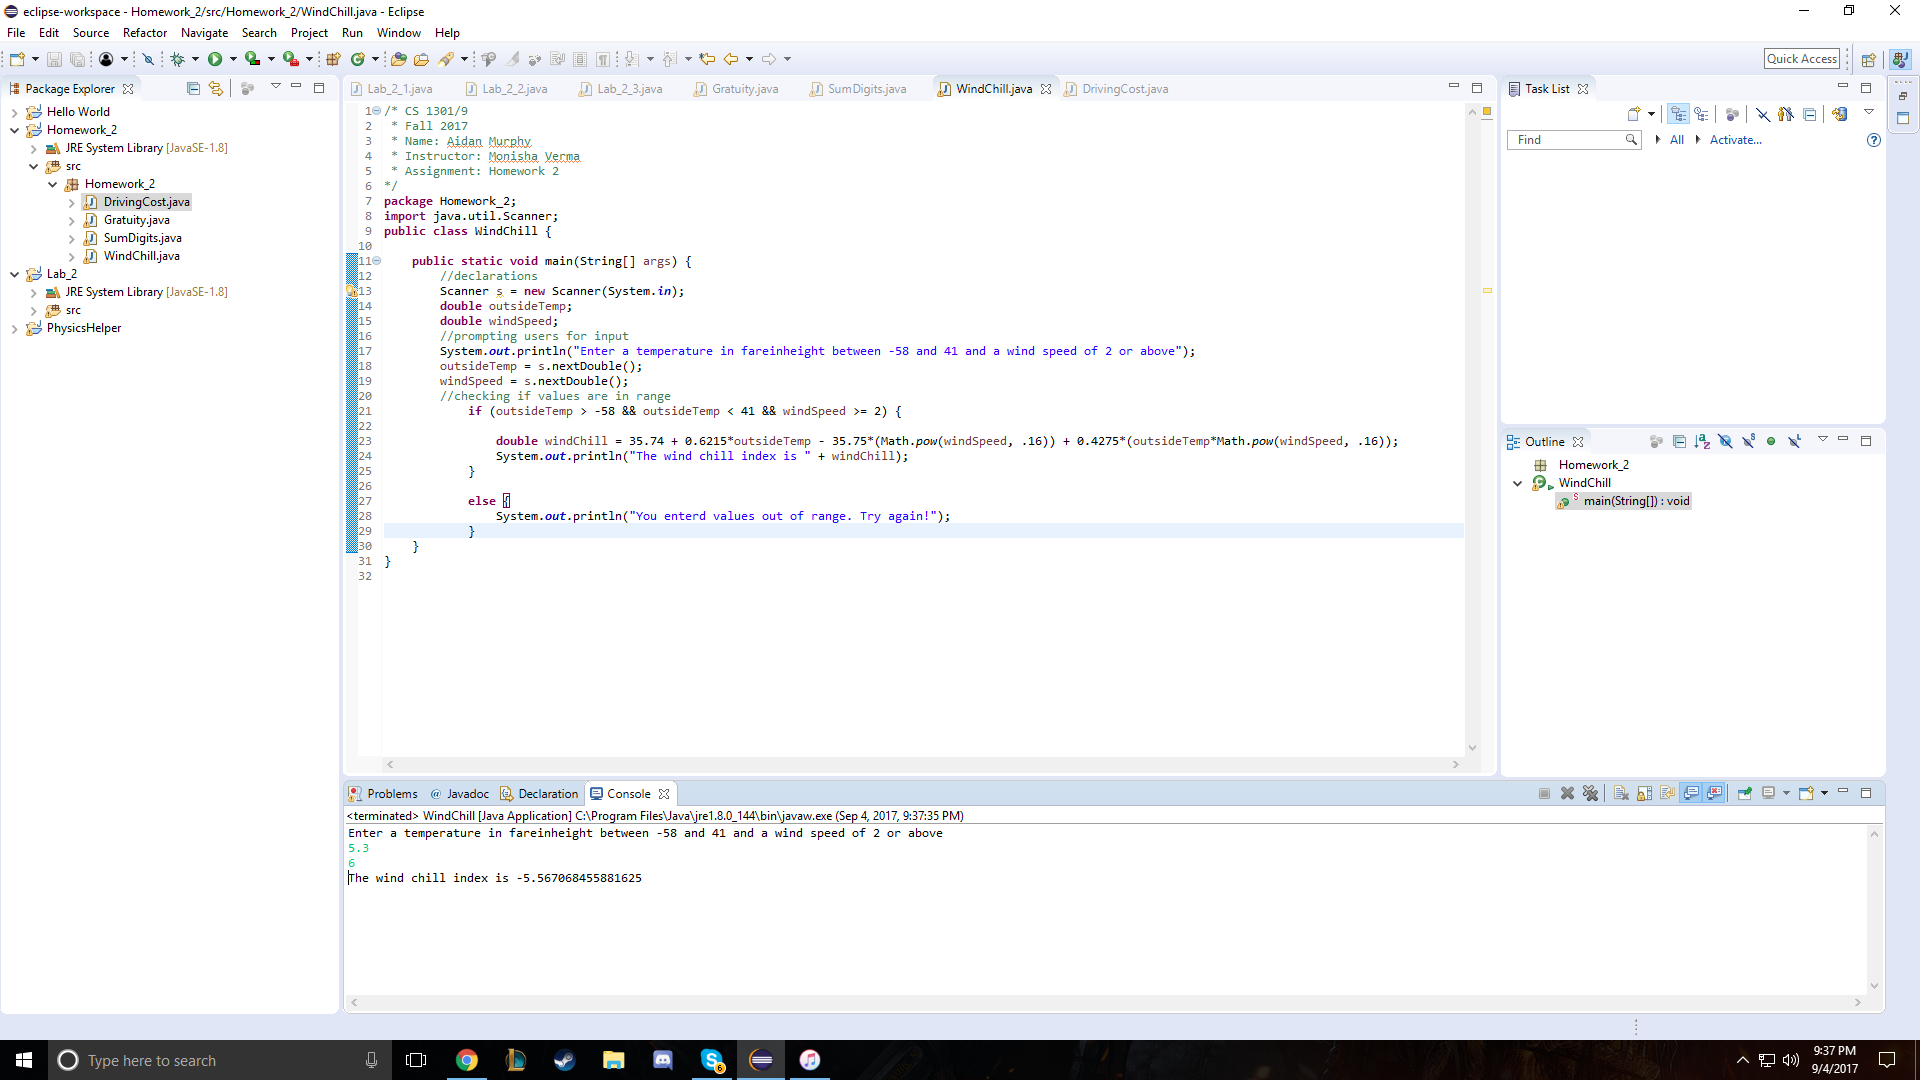 eclipse-workspace - Homework_2/src/Homework_2/WindChill.java - Eclipse
File Edit Source Refactor Navigate Search Project Run Window Help
Quick Access
Package Explorer
Hello World
Homework_2
JRE System Library [JavaSE-1.8]
src
Homework_2
DrivingCost.java
Gratuity.java
SumDigits.java
WindChill.java
Lab_2
JRE System Library [JavaSE-1.8]
src
PhysicsHelper
Lab_2_1.java Lab_2_2.java Lab_2_3.java Gratuity.java SumDigits.java WindChill.java DrivingCost.java
1 /* CS 1301/9
2 * Fall 2017
3 * Name: Aidan Murphy
4 * Instructor: Monisha Verma
5 * Assignment: Homework 2
6 */
7 package Homework_2;
8 import java.util.Scanner;
9 public class WindChill {
10
11 public static void main(String[] args) {
12 //declarations
13 Scanner s = new Scanner(System.in);
14 double outsideTemp;
15 double windSpeed;
16 //prompting users for input
17 System.out.println("Enter a temperature in fareinheight between -58 and 41 and a wind speed of 2 or above");
18 outsideTemp = s.nextDouble();
19 windSpeed = s.nextDouble();
20 //checking if values are in range
21 if (outsideTemp > -58 && outsideTemp < 41 && windSpeed >= 2) {
22
23 double windChill = 35.74 + 0.6215*outsideTemp - 35.75*(Math.pow(windSpeed, .16)) + 0.4275*(outsideTemp*Math.pow(windSpeed, .16));
24 System.out.println("The wind chill index is " + windChill);
25 }
26
27 else {
28 System.out.println("You enterd values out of range. Try again!");
29 }
30 }
31 }
32
Task List
Find All Activate...
Outline
Homework_2
WindChill
main(String[]) : void
Problems Javadoc Declaration Console
<terminated> WindChill [Java Application] C:\Program Files\Java\jre1.8.0_144\bin\javaw.exe (Sep 4, 2017, 9:37:35 PM)
Enter a temperature in fareinheight between -58 and 41 and a wind speed of 2 or above
5.3
6
The wind chill index is -5.567068455881625
Type here to search
6
9:37 PM
9/4/2017